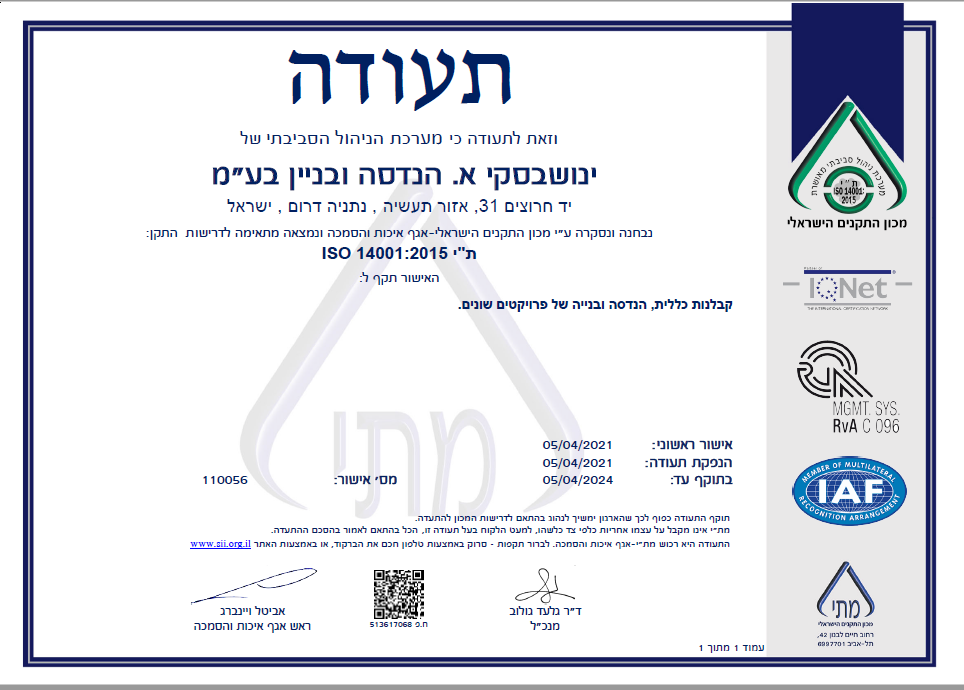 תעודה
וזאת לתעודה כי מערכת הניהול הסביבתי של
ינושבסקי א. הנדסה ובניין בע"מ
יד חרוצים 31, אזור תעשיה , נתניה דרום , ישראל
נבחנה ונסקרה ע"י מכון התקנים הישראלי-אגף איכות והסמכה ונמצאה מתאימה לדרישות התקן:
ת"י ISO 14001:2015
האישור תקף ל:
קבלנות כללית, הנדסה ובנייה של פרויקטים שונים.
מתי
אישור ראשוני: 05/04/2021
הנפקת תעודה: 05/04/2021
בתוקף עד: 05/04/2024 מס' אישור: 110056
תוקף התעודה כפוף לכך שהארגון ימשיך לנהוב בהתאם לדרישות המכון להתעדה.
מת"י אינו מקבל על עצמו אחריות כלפי צד כלשהו, למעט הלקוח בעל תעודה זו, הכל בהתאם לאמור בהסכם ההתעדה.
התעודה היא רכוש מת"י-אגף איכות והסמכה. לברור תקפות - סרוק באמצעות טלפון חכם את הברקוד, או באמצעות האתר www.sii.org.il
ד"ר גלעד גולוב
מנכ"ל
ח.פ 513617068
אביטל ויינברג
ראש אגף איכות והסמכה
עמוד 1 מתוך 1
מערכת ניהול סביבתי מאושרת
ת"י
ISO 14001:
2015
מכון התקנים הישראלי
IQNet
THE INTERNATIONAL CERTIFICATION NETWORK
RvA
MGMT. SYS.
RvA C 096
MEMBER OF MULTILATERAL
IAF
RECOGNITION ARRANGEMENT
מתי
מכון התקנים הישראלי
רחוב חיים לבנון 42,
תל-אביב 6997701